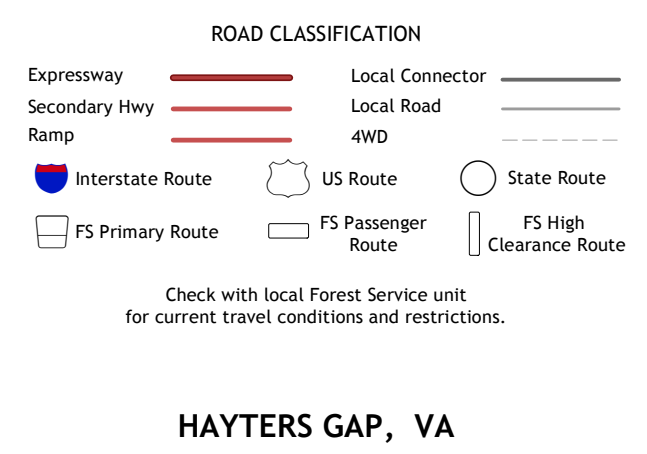 ROAD CLASSIFICATION
Expressway
Local Connector
Secondary Hwy
Local Road
Ramp
4WD
Interstate Route
US Route
State Route
FS Primary Route
FS Passenger
Route
FS High
Clearance Route
Check with local Forest Service unit
for current travel conditions and restrictions.
HAYTERS GAP, VA